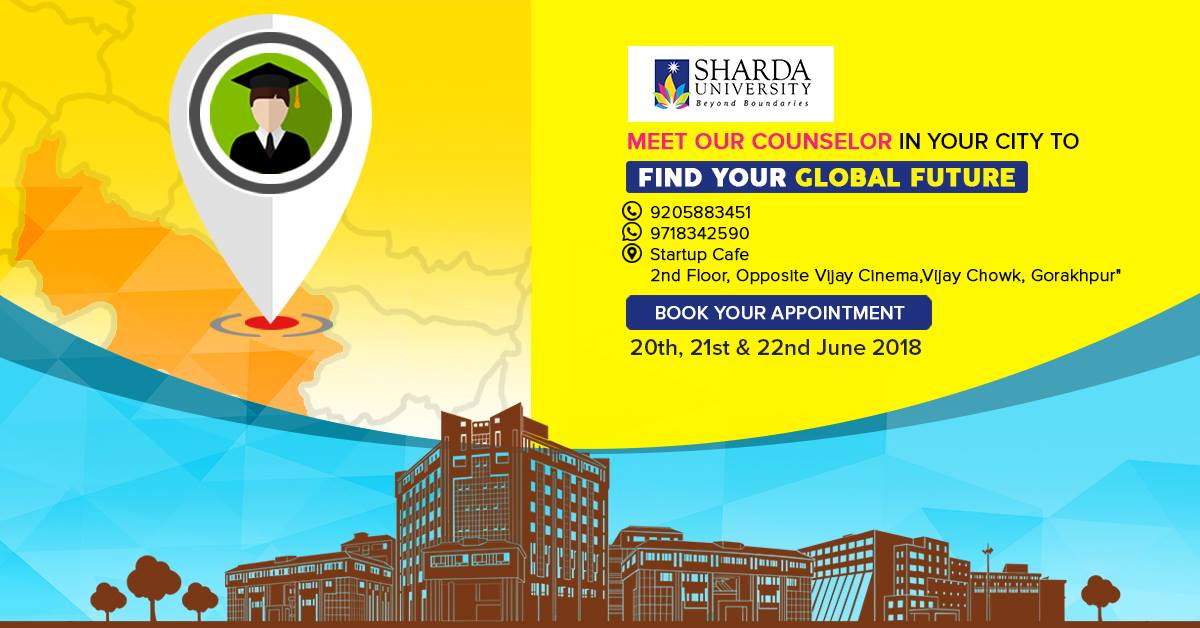 SHARDA
UNIVERSITY
Beyond Boundaries
MEET OUR COUNSELOR IN YOUR CITY TO
FIND YOUR GLOBAL FUTURE
9205883451
9718342590
Startup Cafe
2nd Floor, Opposite Vijay Cinema,Vijay Chowk, Gorakhpur"
BOOK YOUR APPOINTMENT
20th, 21st & 22nd June 2018